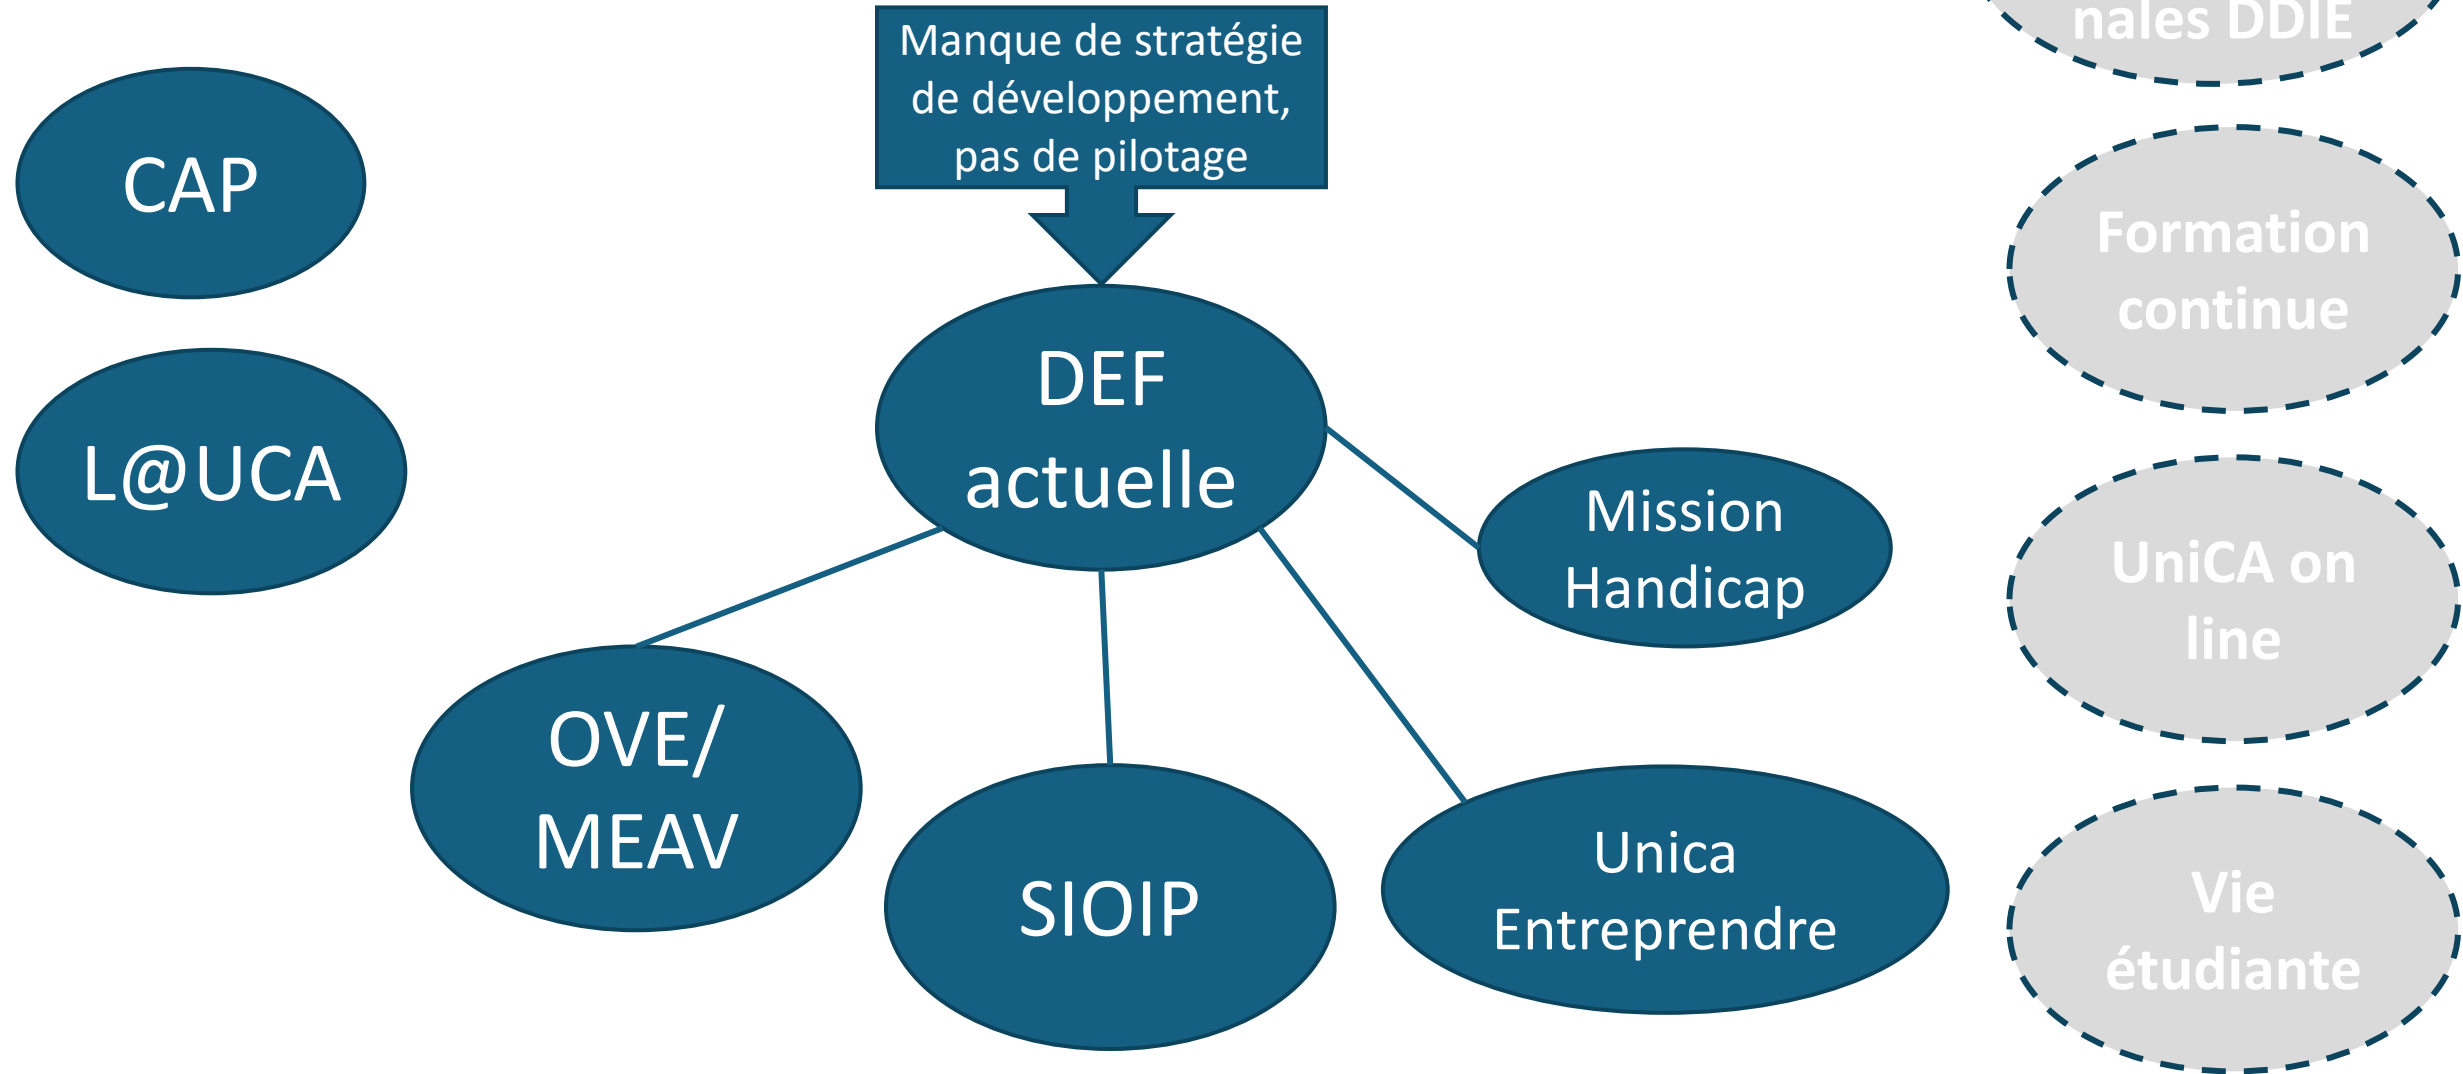 Manque de stratégie
de développement,
pas de pilotage
nales DDIE
CAP
Formation
continue
L@UCA
DEF
actuelle
Mission
Handicap
UniCA on
line
OVE/
MEAV
SIOIP
Unica
Entreprendre
Vie
étudiante